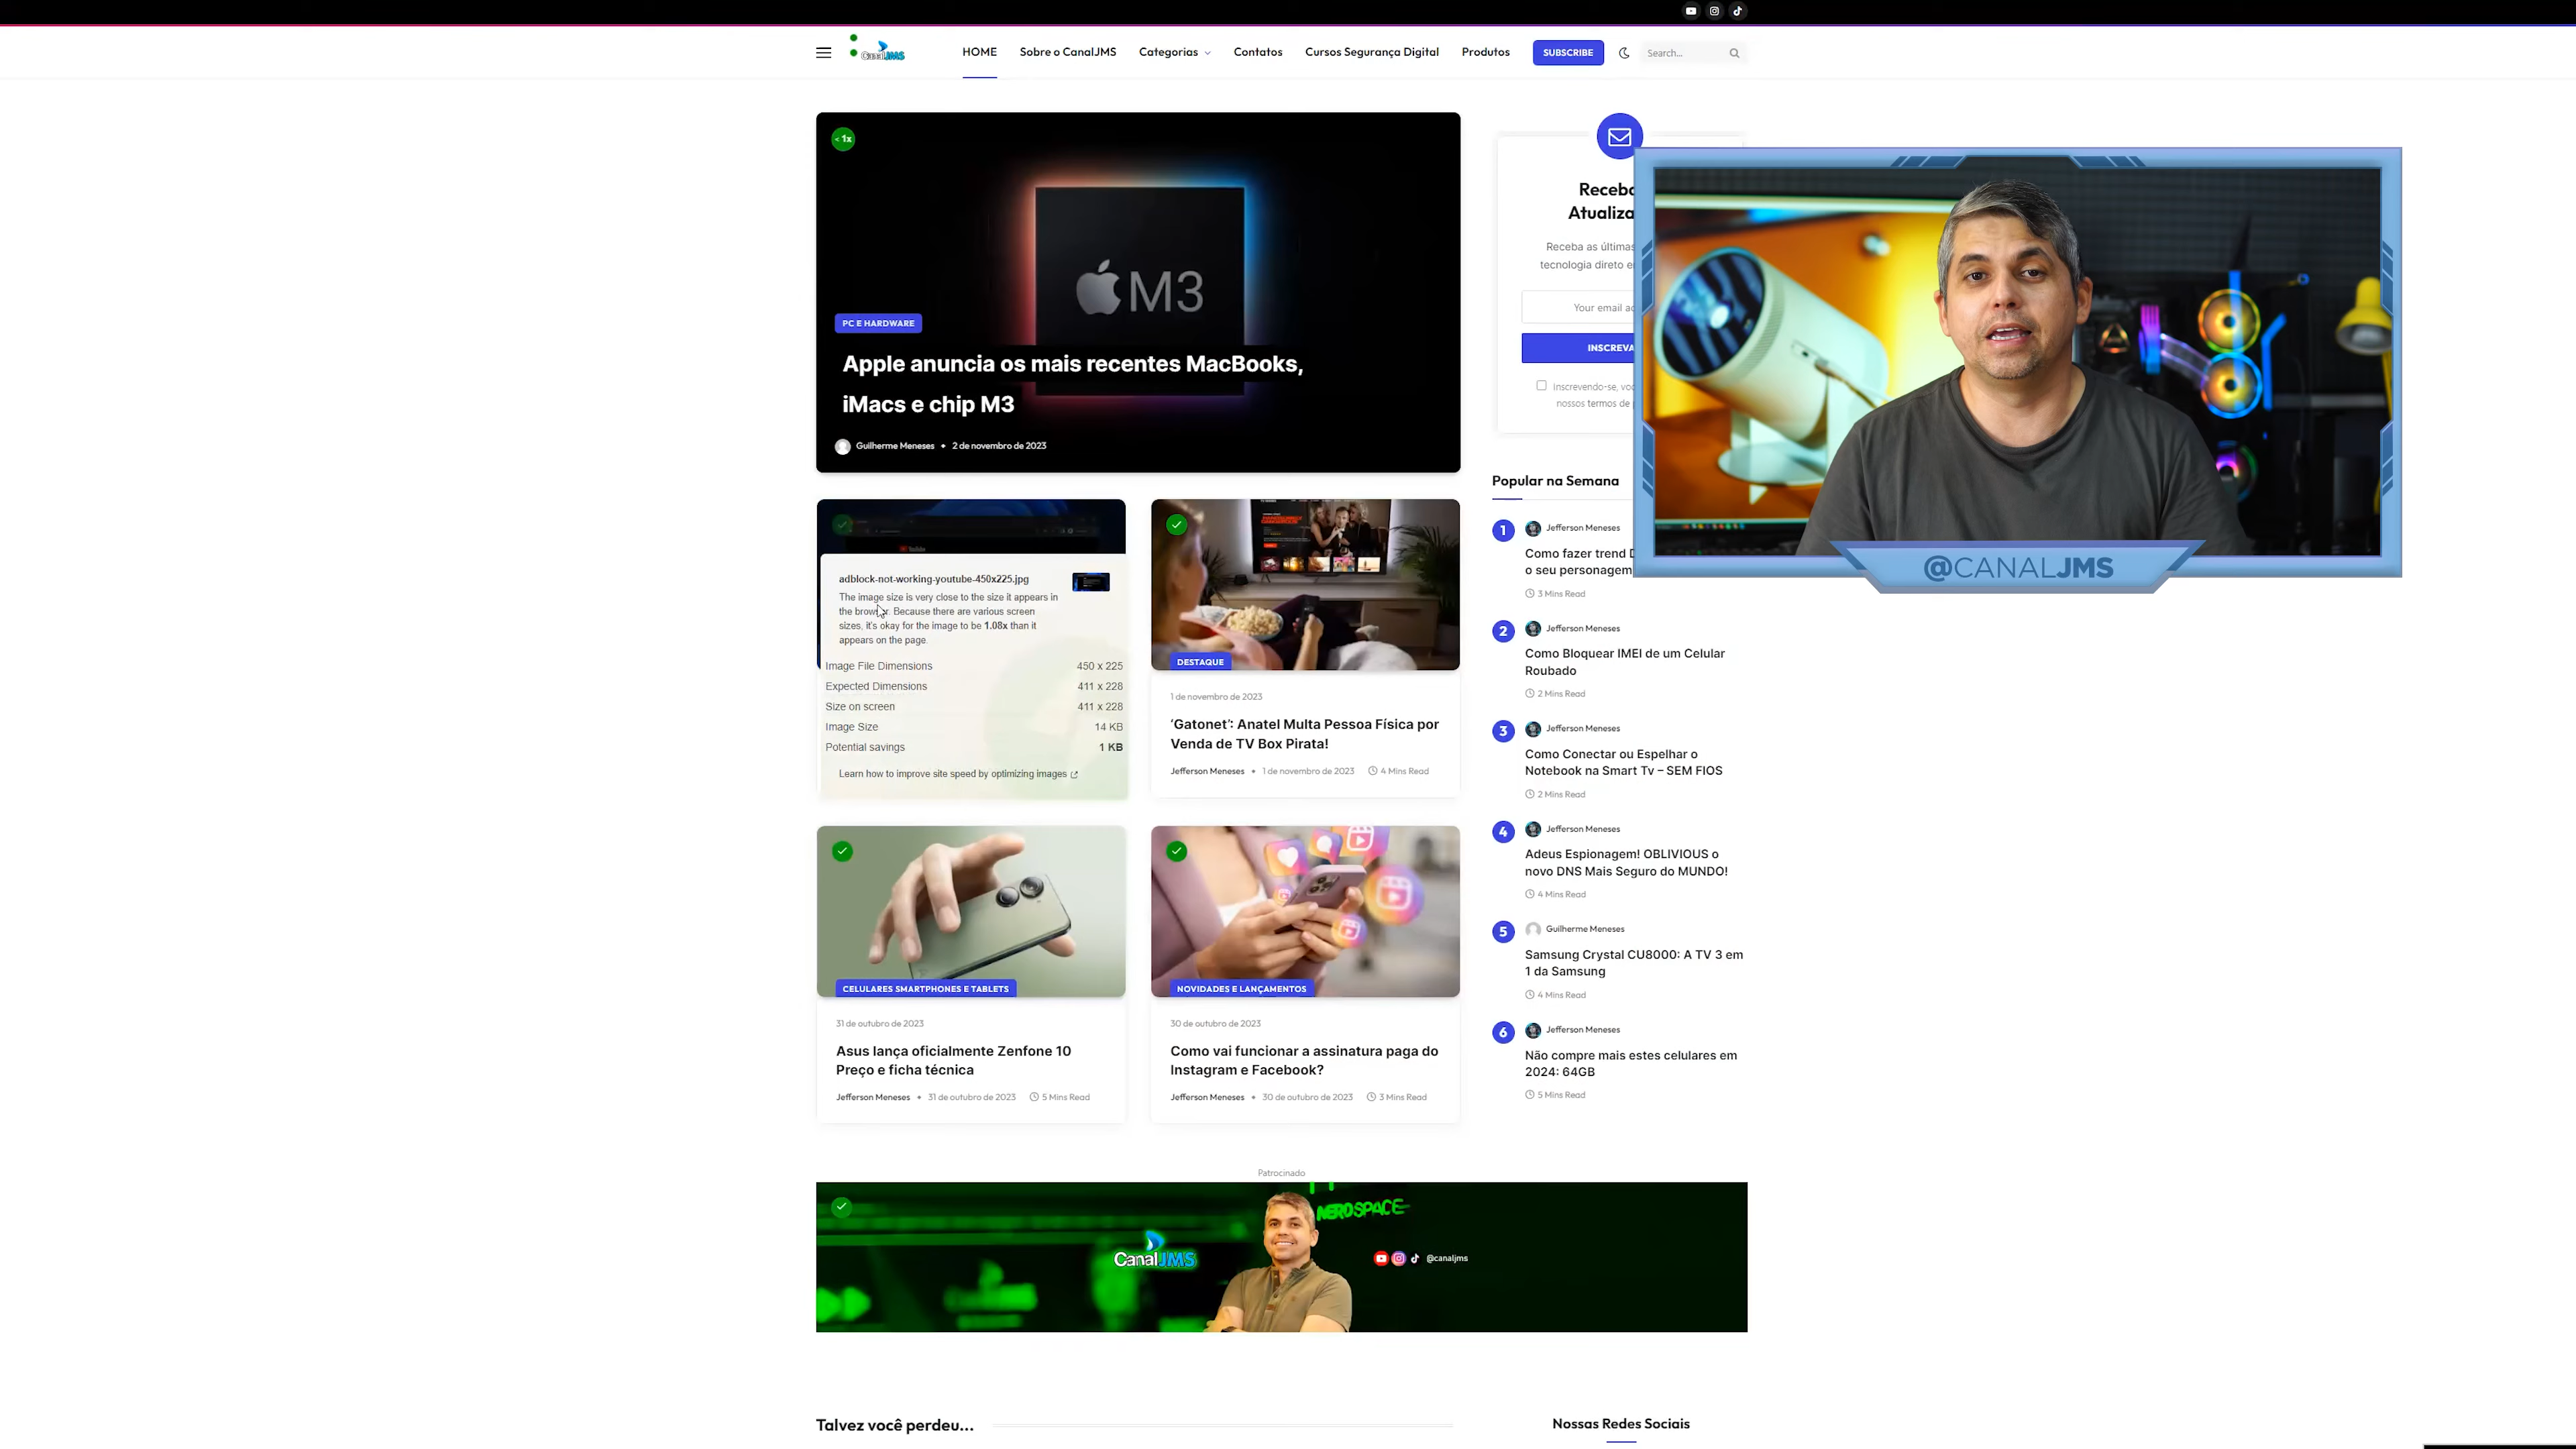 CanalJMS
HOME
Sobre o CanalJMS
Categorias
Contatos
Cursos Segurança Digital
Produtos
SUBSCRIBE
Search...
< 1x
M3
PC E HARDWARE
Apple anuncia os mais recentes MacBooks,
iMacs e chip M3
Guilherme Meneses • 2 de novembro de 2023
adblock-not-working-youtube-450x225.jpg
The image size is very close to the size it appears in
the browser. Because there are various screen
sizes, it's okay for the image to be 1.08x than it
appears on the page.
Image File Dimensions 450 x 225
Expected Dimensions 411 x 228
Size on screen 411 x 228
Image Size 14 KB
Potential savings 1 KB
Learn how to improve site speed by optimizing images
DESTAQUE
1 de novembro de 2023
‘Gatonet’: Anatel Multa Pessoa Física por
Venda de TV Box Pirata!
Jefferson Meneses • 1 de novembro de 2023 4 Mins Read
CELULARES SMARTPHONES E TABLETS
31 de outubro de 2023
Asus lança oficialmente Zenfone 10
Preço e ficha técnica
Jefferson Meneses • 31 de outubro de 2023 5 Mins Read
NOVIDADES E LANÇAMENTOS
30 de outubro de 2023
Como vai funcionar a assinatura paga do
Instagram e Facebook?
Jefferson Meneses • 30 de outubro de 2023 3 Mins Read
Receba
Atualiza
Receba as últimas
tecnologia direto e
Your email ad
INSCREVA
Inscrevendo-se, voc
nossos termos de p
@CANALJMS
Popular na Semana
1
Jefferson Meneses
Como fazer trend D
o seu personagem
3 Mins Read
2
Jefferson Meneses
Como Bloquear IMEI de um Celular
Roubado
2 Mins Read
3
Jefferson Meneses
Como Conectar ou Espelhar o
Notebook na Smart Tv – SEM FIOS
2 Mins Read
4
Jefferson Meneses
Adeus Espionagem! OBLIVIOUS o
novo DNS Mais Seguro do MUNDO!
4 Mins Read
5
Guilherme Meneses
Samsung Crystal CU8000: A TV 3 em
1 da Samsung
4 Mins Read
6
Jefferson Meneses
Não compre mais estes celulares em
2024: 64GB
5 Mins Read
Patrocinado
CanalJMS
NEROSPACE
@canaljms
Talvez você perdeu...
Nossas Redes Sociais